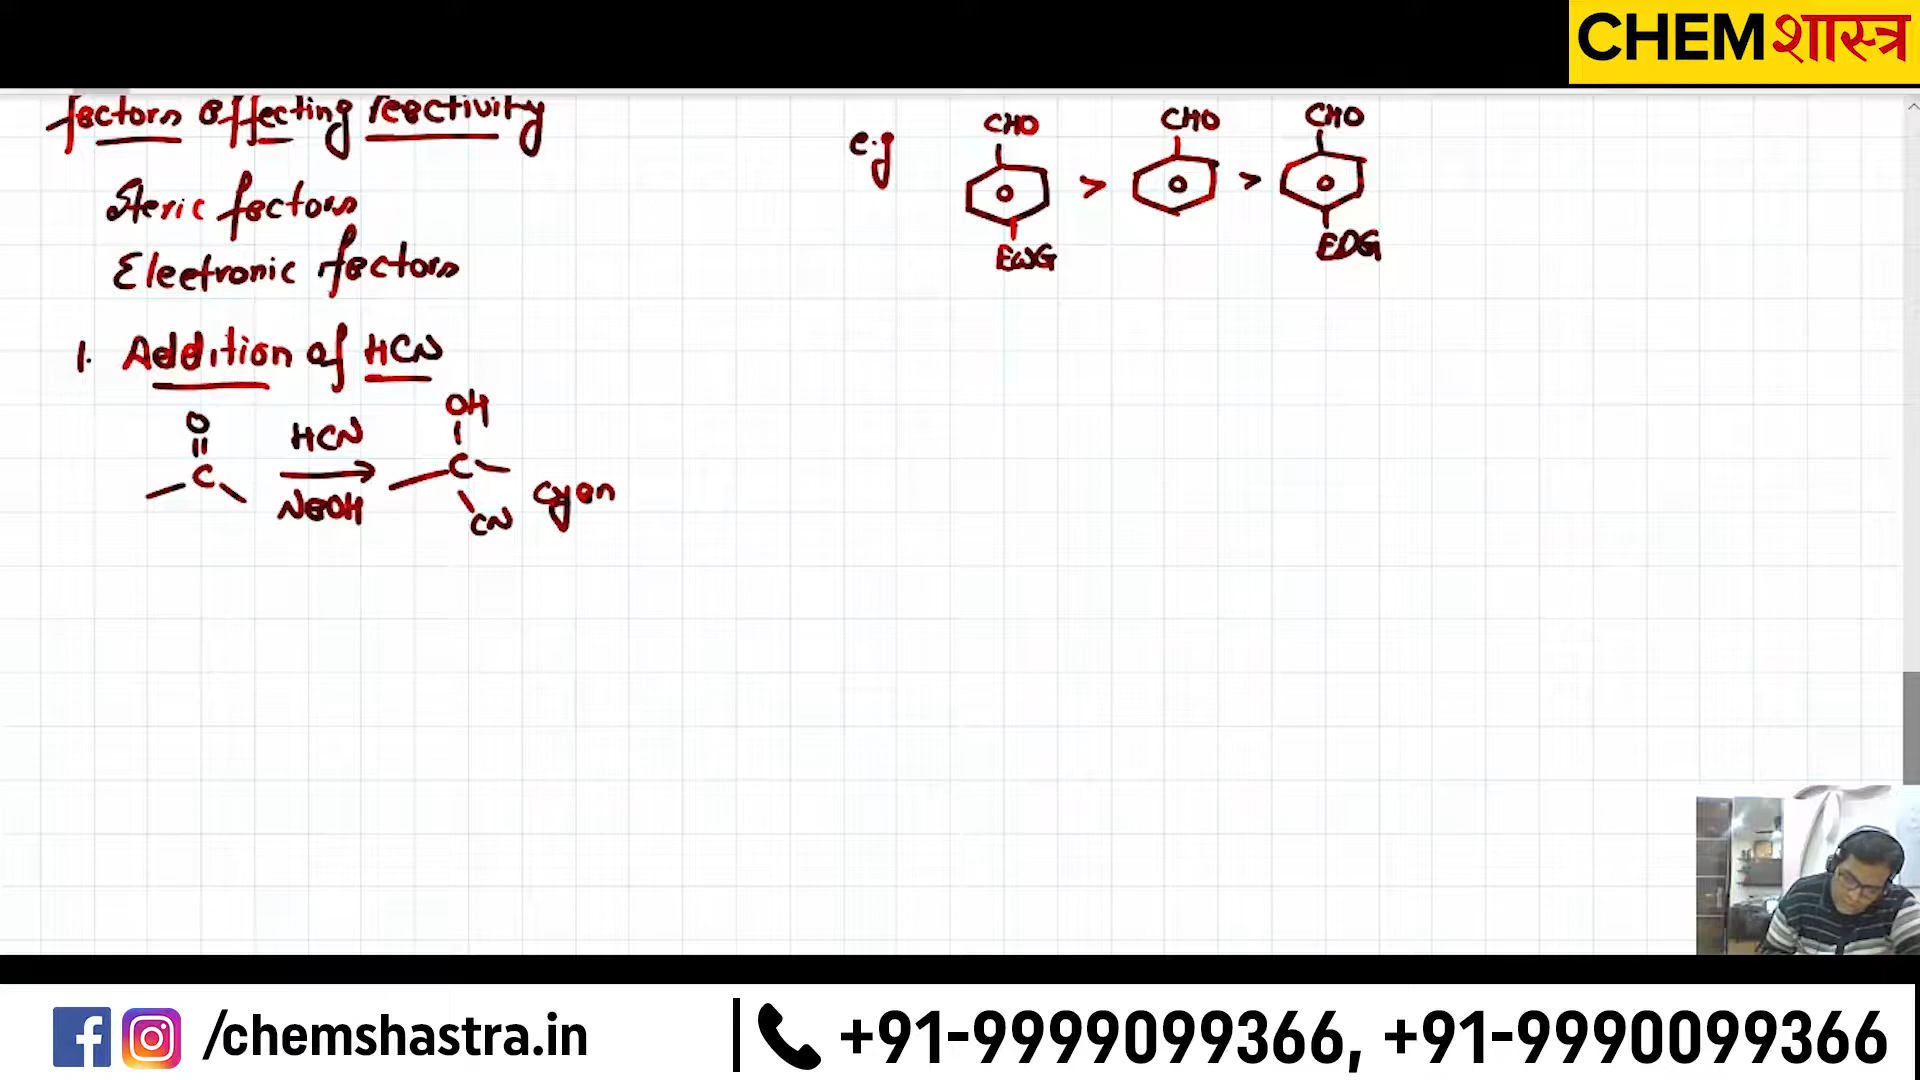 CHEMशास्त्र
factors affecting reactivity
Steric factors
Electronic factors
1. Addition of HCN
O
C
HCN
NaOH
OH
C
CN
Cyan
e.g
CHO > CHO > CHO
EWG EDG
/chemshastra.in
+91-9999099366, +91-9990099366